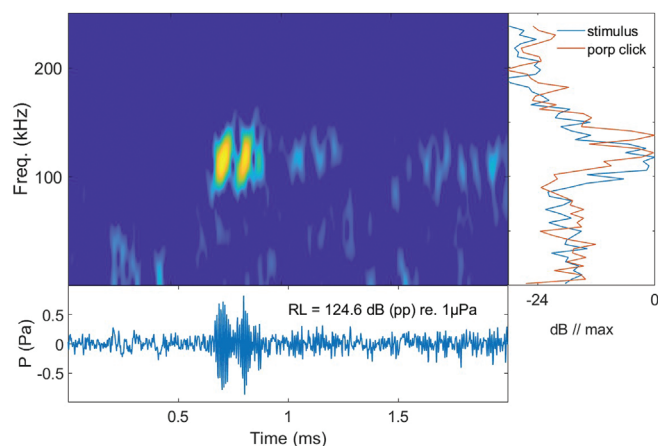 200
100
Freq. (kHz)
stimulus
porp click
-24
0
dB // max
0.5
0
-0.5
P (Pa)
RL = 124.6 dB (pp) re. 1µPa
0.5
1
1.5
Time (ms)